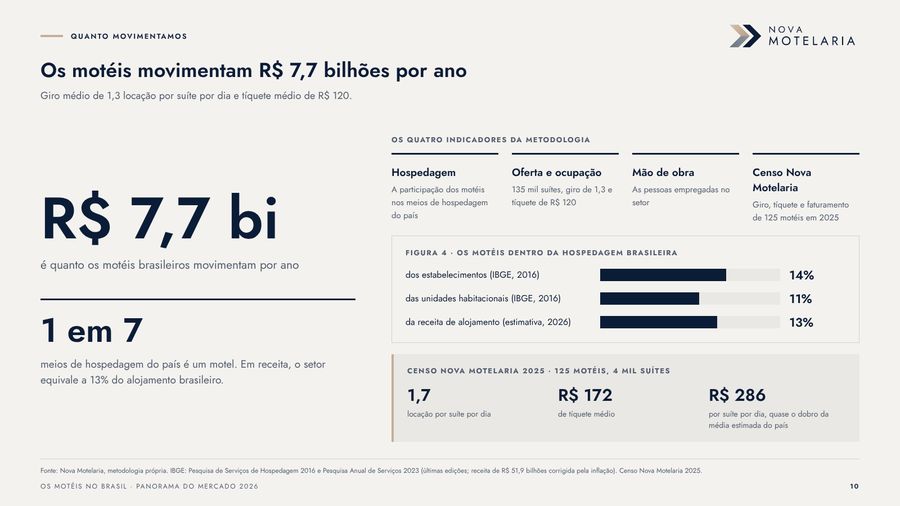 QUANTO MOVIMENTAMOS
NOVA
MOTELARIA
Os motéis movimentam R$ 7,7 bilhões por ano
Giro médio de 1,3 locação por suíte por dia e tíquete médio de R$ 120.
R$ 7,7 bi
é quanto os motéis brasileiros movimentam por ano
1 em 7
meios de hospedagem do país é um motel. Em receita, o setor
equivale a 13% do alojamento brasileiro.
OS QUATRO INDICADORES DA METODOLOGIA
Hospedagem
A participação dos motéis
nos meios de hospedagem
do país
Oferta e ocupação
135 mil suítes, giro de 1,3 e
tíquete de R$ 120
Mão de obra
As pessoas empregadas no
setor
Censo Nova
Motelaria
Giro, tíquete e faturamento
de 125 motéis em 2025
FIGURA 4 · OS MOTÉIS DENTRO DA HOSPEDAGEM BRASILEIRA
dos estabelecimentos (IBGE, 2016) 14%
das unidades habitacionais (IBGE, 2016) 11%
da receita de alojamento (estimativa, 2026) 13%
CENSO NOVA MOTELARIA 2025 · 125 MOTÉIS, 4 MIL SUÍTES
1,7
locação por suíte por dia
R$ 172
de tíquete médio
R$ 286
por suíte por dia, quase o dobro da
média estimada do país
Fonte: Nova Motelaria, metodologia própria. IBGE: Pesquisa de Serviços de Hospedagem 2016 e Pesquisa Anual de Serviços 2023 (últimas edições; receita de R$ 51,9 bilhões corrigida pela inflação). Censo Nova Motelaria 2025.
OS MOTÉIS NO BRASIL · PANORAMA DO MERCADO 2026
10